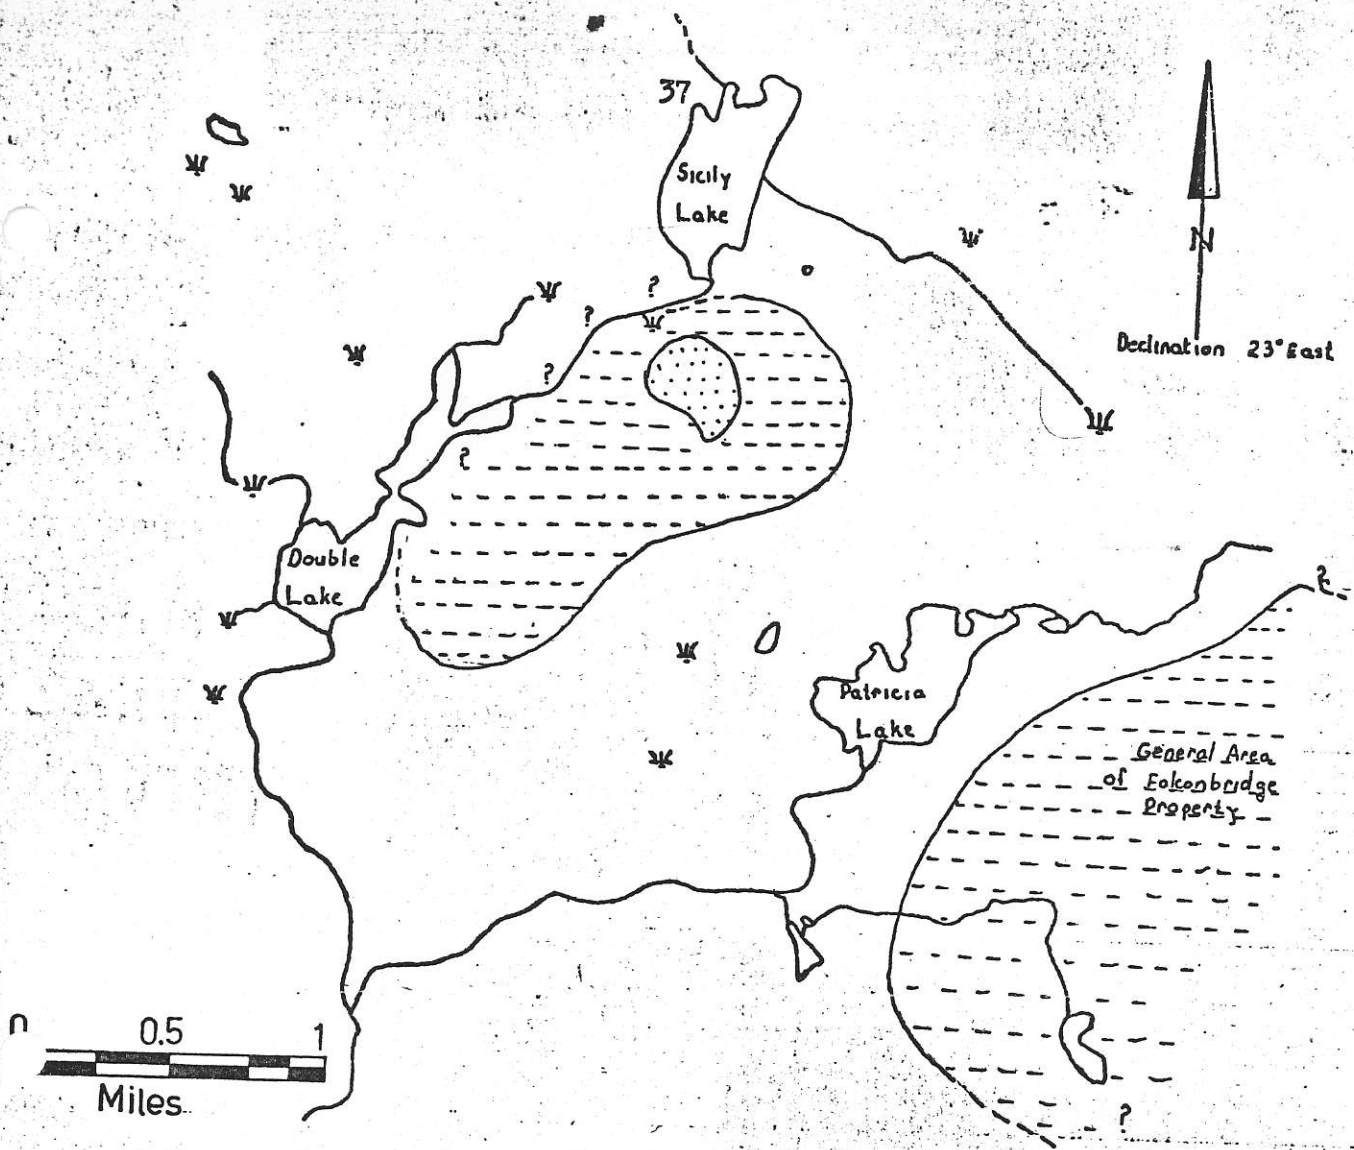 37
Sicily
Lake
N
Declination 23° East
?
?
?
?
Double
Lake
?
Patricia
Lake
General Area
of Falconbridge
Property
n
0.5
1
Miles
?